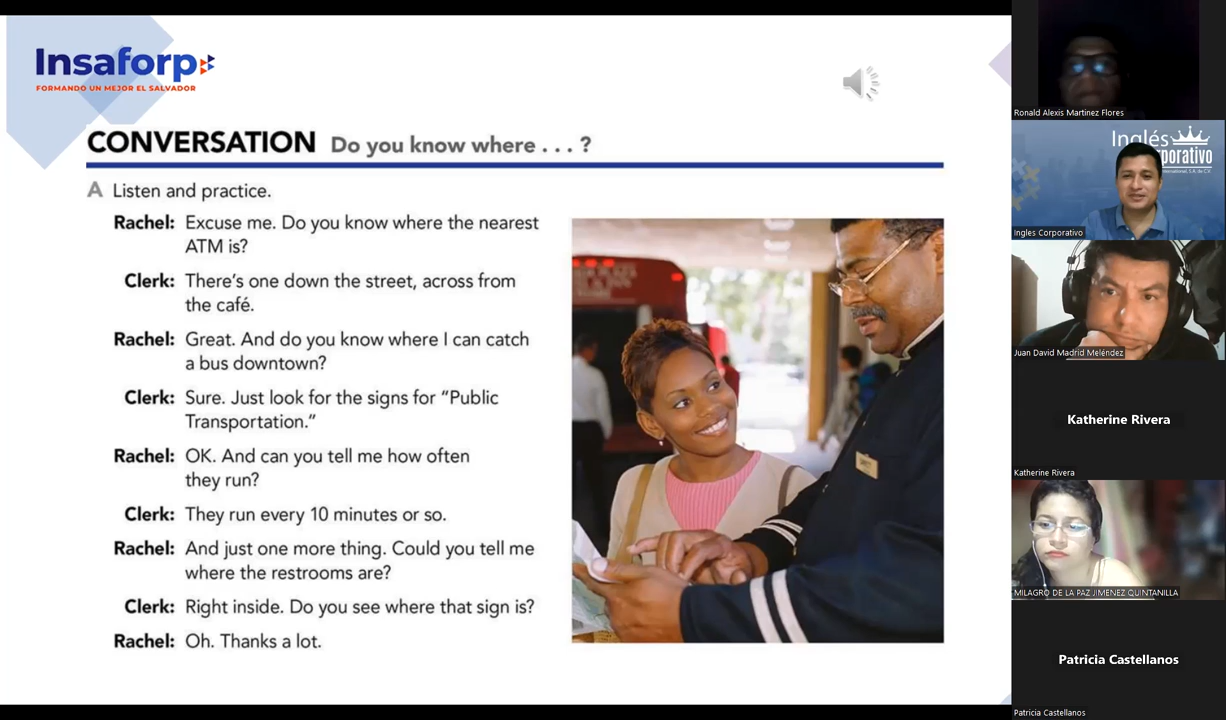 Insaforp
FORMANDO UN MEJOR EL SALVADOR
CONVERSATION Do you know where . . . ?
A Listen and practice.
Rachel: Excuse me. Do you know where the nearest
ATM is?
Clerk: There's one down the street, across from
the café.
Rachel: Great. And do you know where I can catch
a bus downtown?
Clerk: Sure. Just look for the signs for “Public
Transportation.”
Rachel: OK. And can you tell me how often
they run?
Clerk: They run every 10 minutes or so.
Rachel: And just one more thing. Could you tell me
where the restrooms are?
Clerk: Right inside. Do you see where that sign is?
Rachel: Oh. Thanks a lot.
Ronald Alexis Martinez Flores
Inglés
Ingles Corporativo
Juan David Madrid Meléndez
Katherine Rivera
Katherine Rivera
MILAGRO DE LA PAZ JIMENEZ QUINTANILLA
Patricia Castellanos
Patricia Castellanos